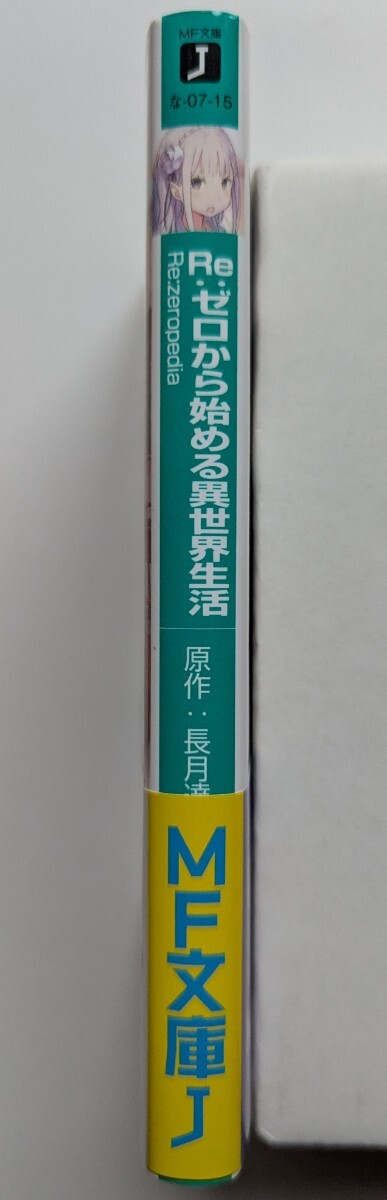 MF文庫
J
な-07-15
Re:ゼロから始める異世界生活
Re:zeropedia
原作：長月達
MF文庫J